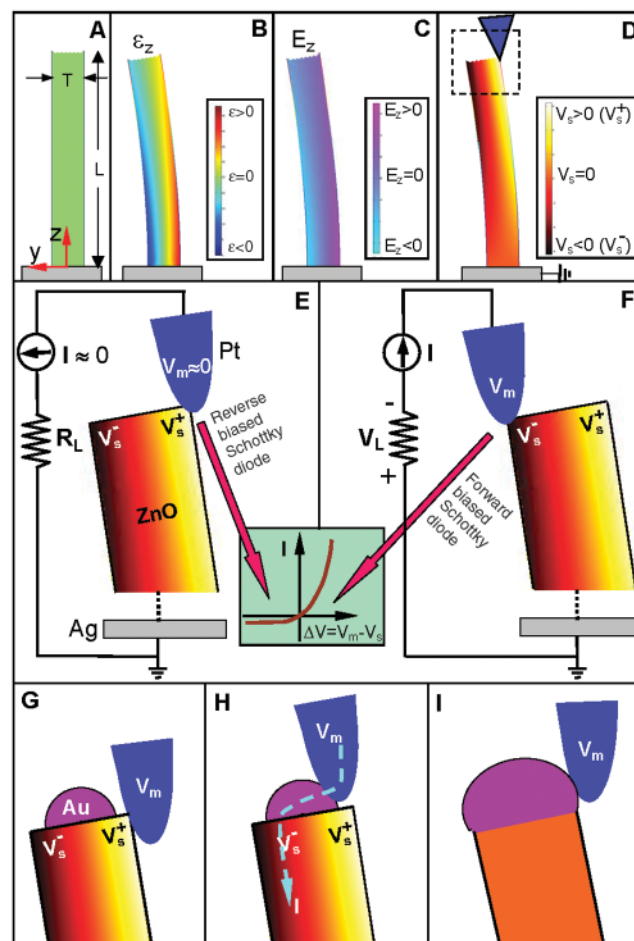 A
T
L
z
y
B
εz
ε>0
ε=0
ε<0
C
Ez
Ez>0
Ez=0
Ez<0
D
Vs>0 (Vs+)
Vs=0
Vs<0 (Vs-)
E
I ≈ 0
RL
Pt
Vm≈0
Vs- Vs+
ZnO
Ag
Reverse
biased
Schottky
diode
I
ΔV=Vm-Vs
F
I
-
VL
+
Vm
Vs- Vs+
Forward
biased
Schottky
diode
G
Au
Vm
Vs- Vs+
H
Vm
Vs- Vs+
I
I
Vm